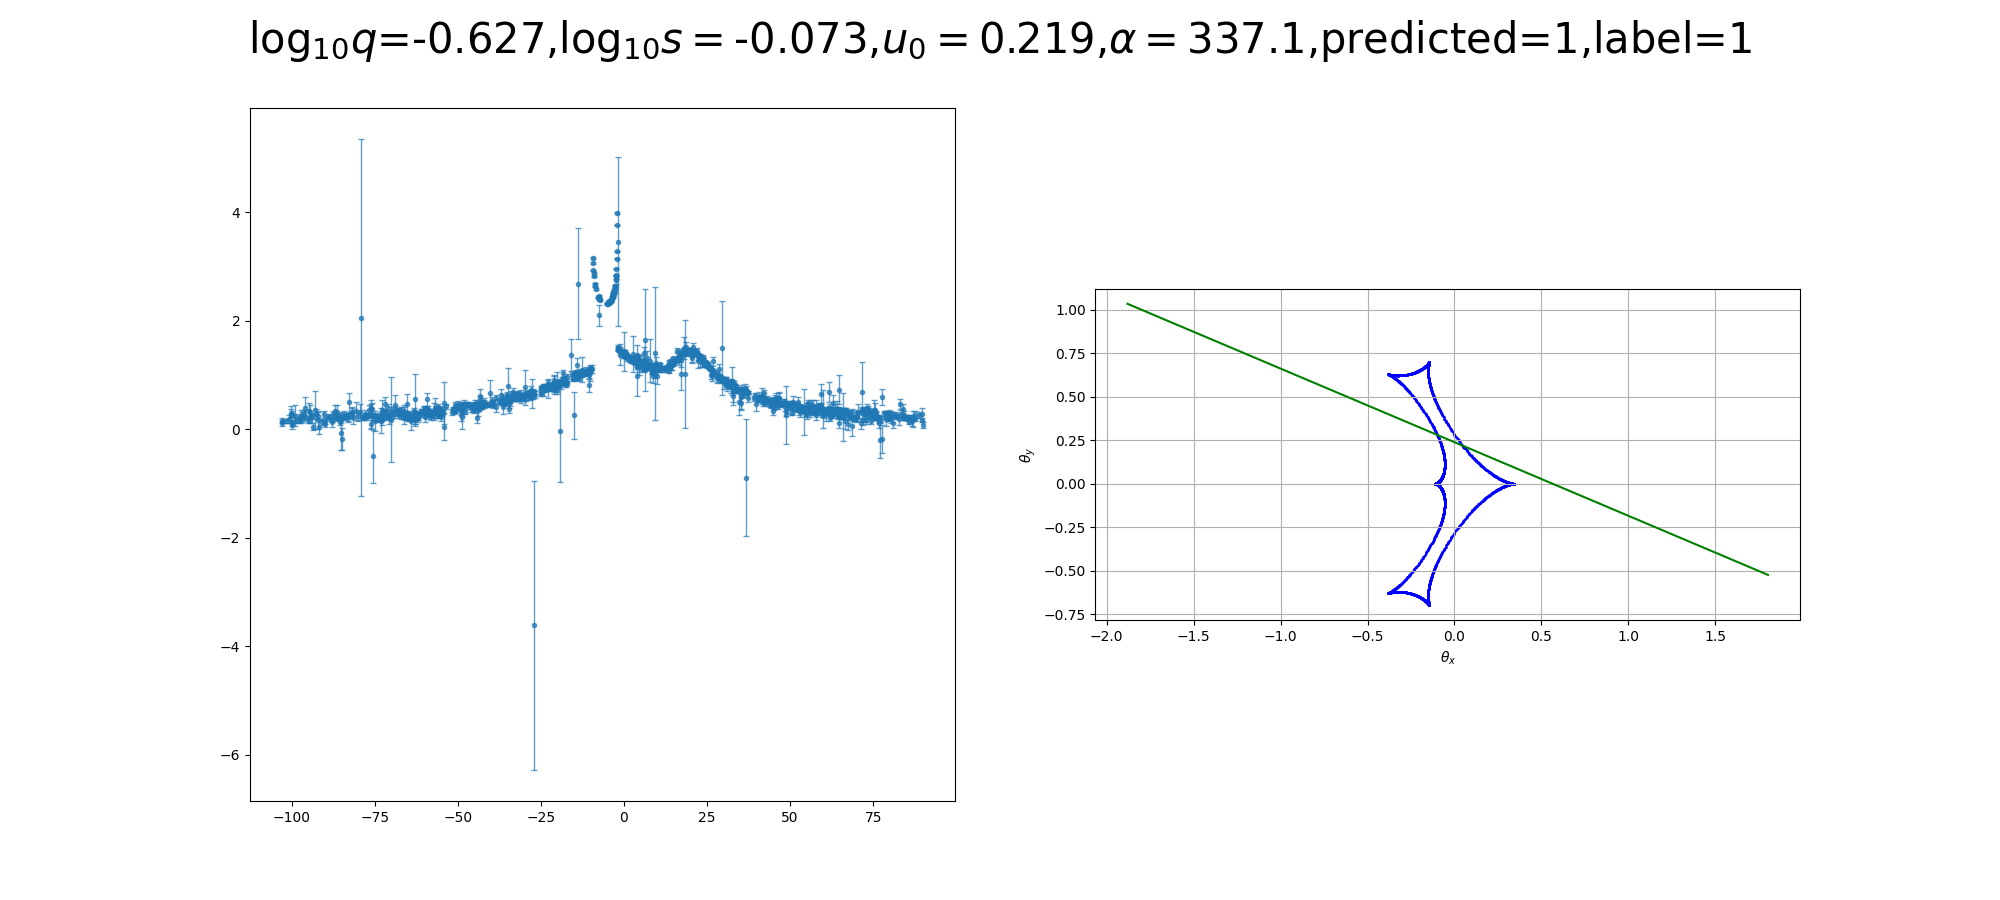 log₁₀q=-0.627,log₁₀s = -0.073,u₀ = 0.219,α = 337.1,predicted=1,label=1
4
2
0
−2
−4
−6
−100 −75 −50 −25 0 25 50 75
1.00
0.75
0.50
0.25
0.00
−0.25
−0.50
−0.75
θy
−2.0 −1.5 −1.0 −0.5 0.0 0.5 1.0 1.5
θx